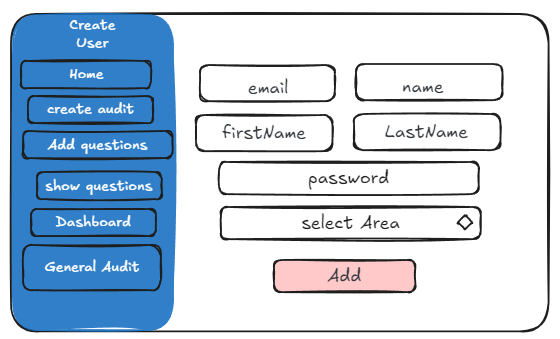 Create
User
Home
create audit
Add questions
show questions
Dashboard
General Audit
email
name
firstName
LastName
password
select Area
Add